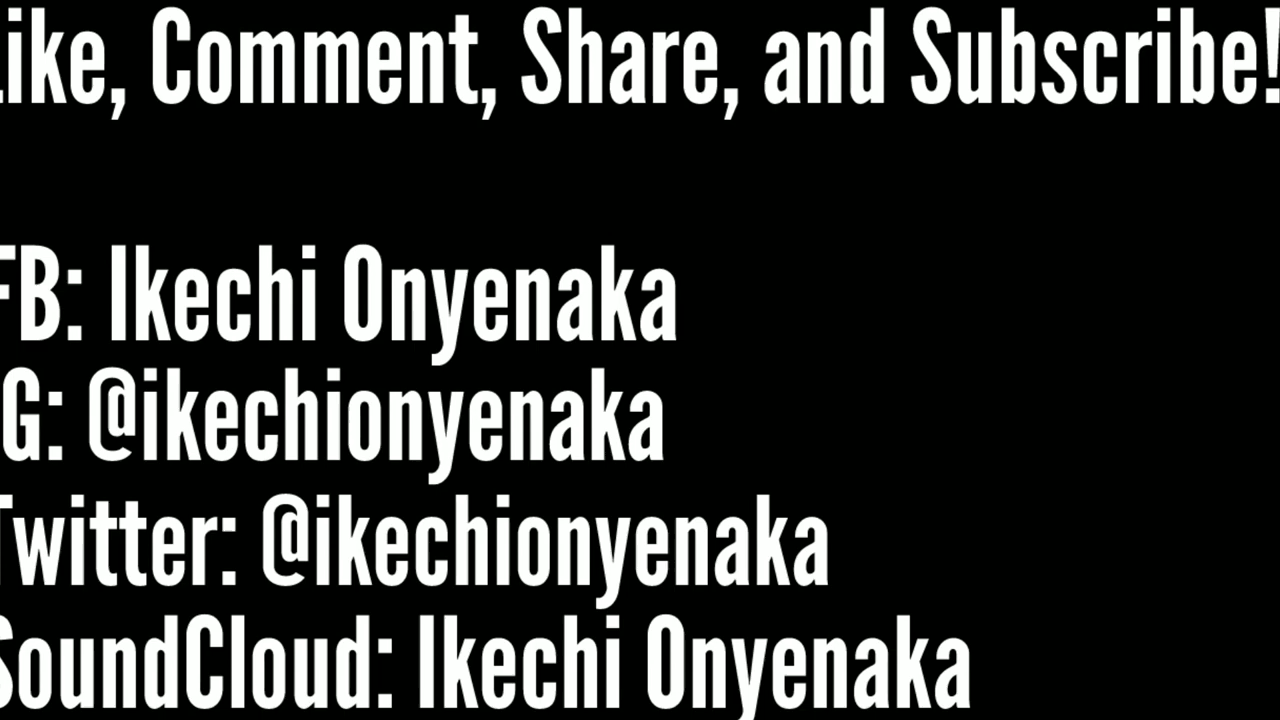 Like, Comment, Share, and Subscribe!
FB: Ikechi Onyenaka
IG: @ikechionyenaka
Twitter: @ikechionyenaka
SoundCloud: Ikechi Onyenaka